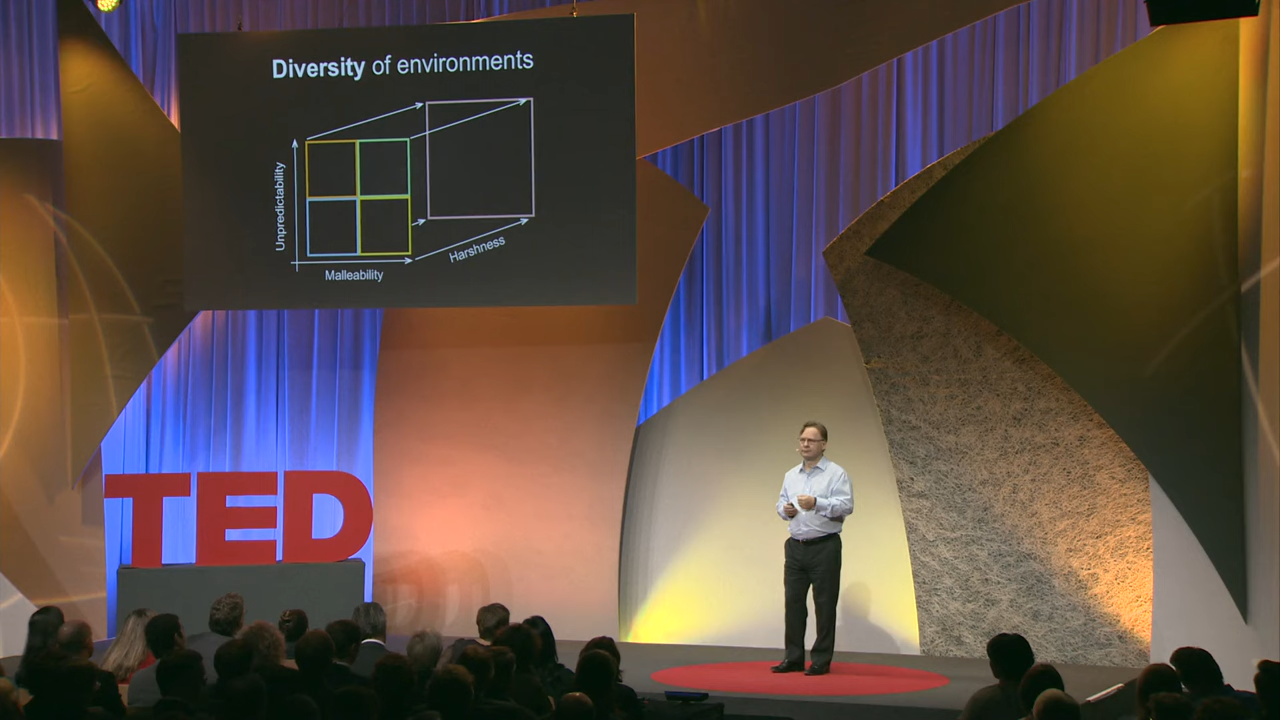 Diversity of environments
Unpredictability
Harshness
Malleability
TED